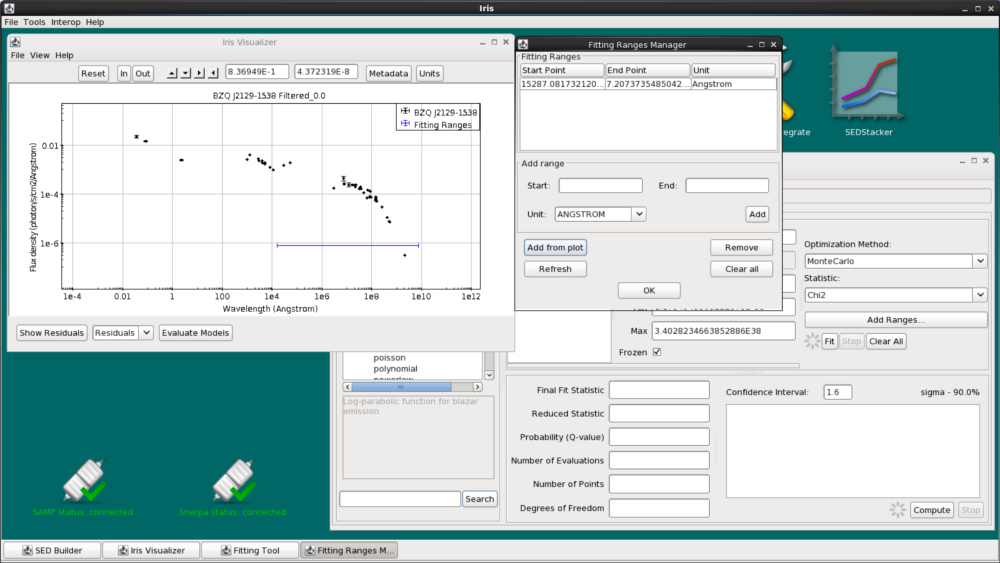 Iris
File Tools Interop Help
Iris Visualizer
File View Help
Reset
In
Out
8.36949E-1
4.372319E-8
Metadata
Units
BZQ J2129-1538 Filtered_0.0
BZQ J2129-1538
Fitting Ranges
Flux density (photon/s/cm2/Angstrom)
0.01
1e-4
1e-6
1e-4
0.01
1
100
1e4
1e6
1e8
1e10
1e12
Wavelength (Angstrom)
Show Residuals
Residuals
Evaluate Models
Fitting Ranges Manager
Fitting Ranges
Start Point
End Point
Unit
15287.081732120...
7.2073735485042...
Angstrom
Add range
Start:
End:
Unit:
ANGSTROM
Add
Add from plot
Remove
Refresh
Clear all
OK
egrate
SEDStacker
Optimization Method:
MonteCarlo
Statistic:
Chi2
Add Ranges...
Max
3.4028234663852886E38
Fit
Stop
Clear All
Frozen
poisson
polynomial
Log-parabolic function for blazar
emission
Search
Final Fit Statistic
Reduced Statistic
Probability (Q-value)
Number of Evaluations
Number of Points
Degrees of Freedom
Confidence Interval:
1.6
sigma - 90.0%
Compute
Stop
SAMP status: connected
Sherpa status: connected
SED Builder
Iris Visualizer
Fitting Tool
Fitting Ranges M...